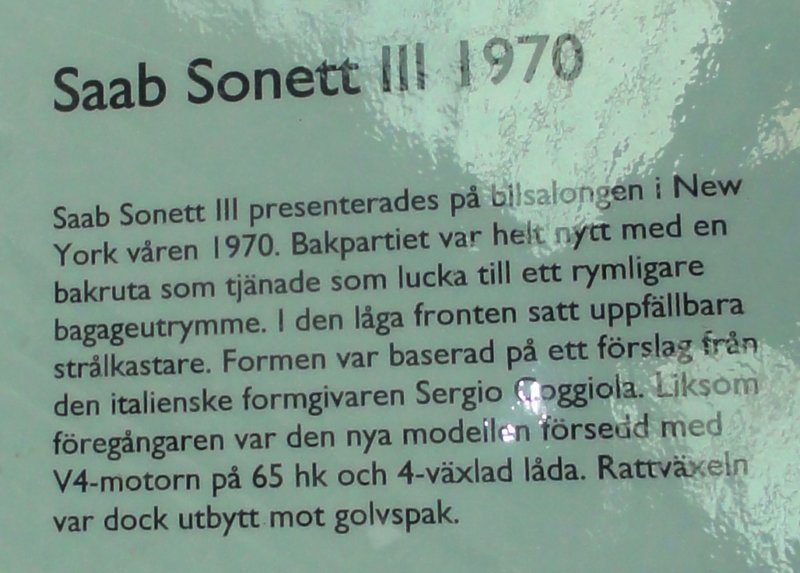 Saab Sonett III 1970
Saab Sonett III presenterades på bilsalongen i New
York våren 1970. Bakpartiet var helt nytt med en
bakruta som tjänade som lucka till ett rymligare
bagageutrymme. I den låga fronten satt uppfällbara
strålkastare. Formen var baserad på ett förslag från
den italienske formgivaren Sergio Coggiola. Liksom
föregångaren var den nya modellen försedd med
V4-motorn på 65 hk och 4-växlad låda. Rattväxeln
var dock utbytt mot golvspak.